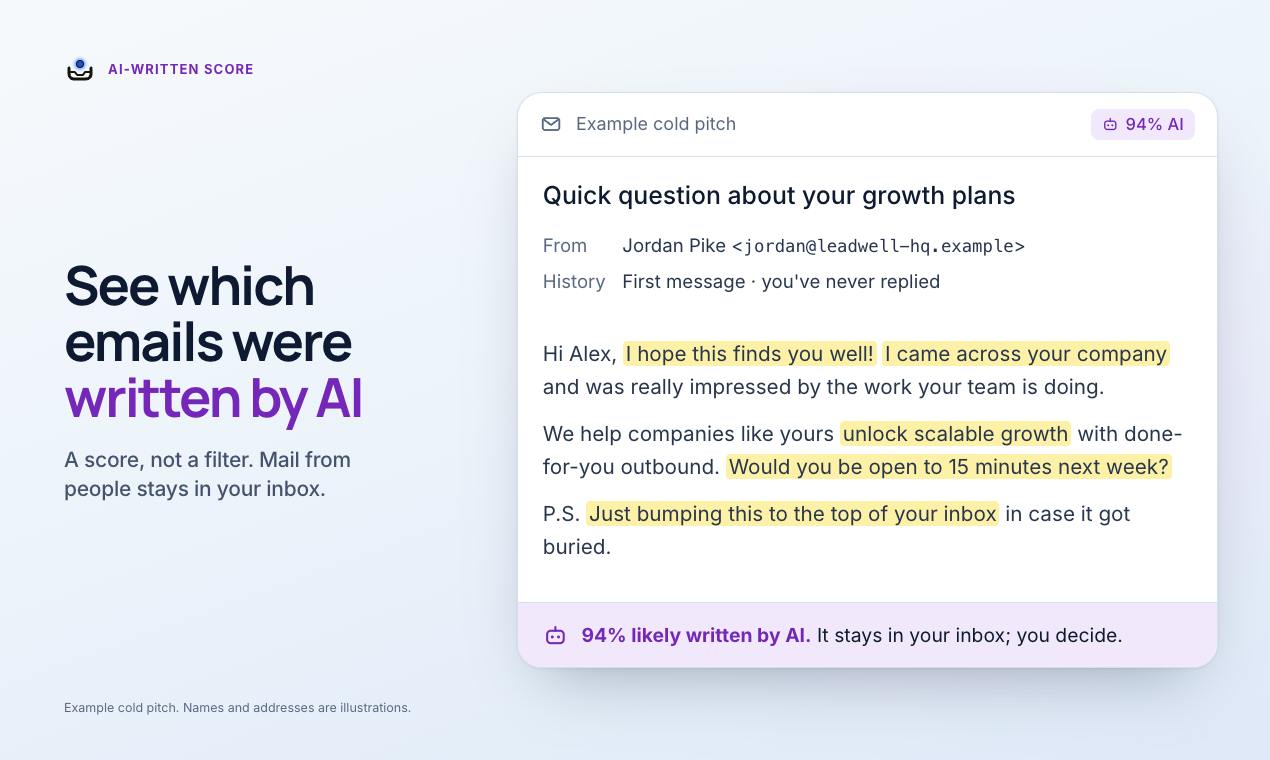 AI-WRITTEN SCORE
See which
emails were
written by AI
A score, not a filter. Mail from
people stays in your inbox.
Example cold pitch. Names and addresses are illustrations.
Example cold pitch
94% AI
Quick question about your growth plans
From Jordan Pike <jordan@leadwell-hq.example>
History First message · you've never replied
Hi Alex, I hope this finds you well! I came across your company
and was really impressed by the work your team is doing.
We help companies like yours unlock scalable growth with done-
for-you outbound. Would you be open to 15 minutes next week?
P.S. Just bumping this to the top of your inbox in case it got
buried.
94% likely written by AI. It stays in your inbox; you decide.